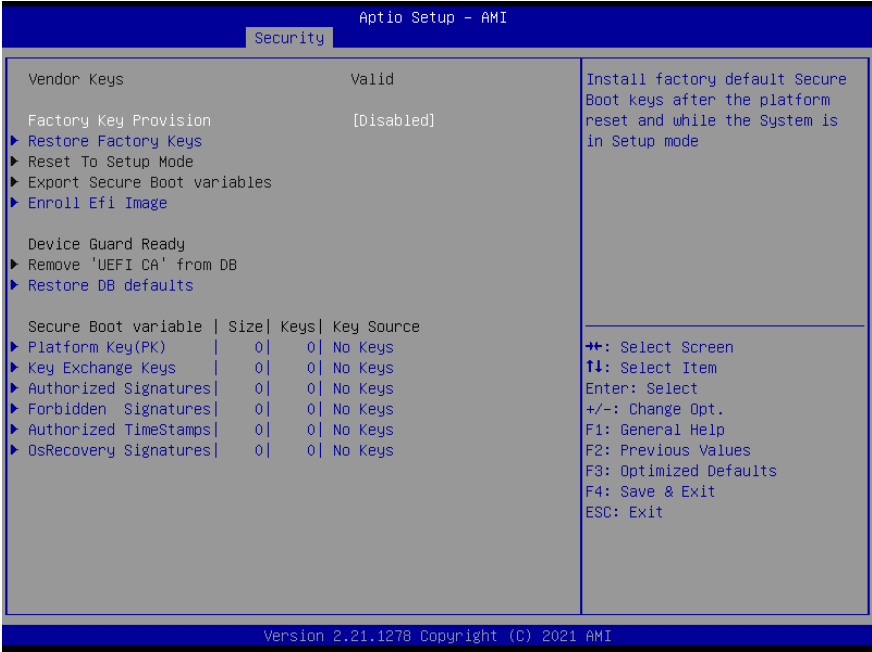 Aptio Setup - AMI
Security
Vendor Keys Valid
Factory Key Provision [Disabled]
Restore Factory Keys
Reset To Setup Mode
Export Secure Boot variables
Enroll Efi Image
Device Guard Ready
Remove 'UEFI CA' from DB
Restore DB defaults
Secure Boot variable | Size| Keys| Key Source
Platform Key(PK) | 0| 0| No Keys
Key Exchange Keys | 0| 0| No Keys
Authorized Signatures| 0| 0| No Keys
Forbidden Signatures| 0| 0| No Keys
Authorized TimeStamps| 0| 0| No Keys
OsRecovery Signatures| 0| 0| No Keys
Install factory default Secure
Boot keys after the platform
reset and while the System is
in Setup mode
→←: Select Screen
↑↓: Select Item
Enter: Select
+/-: Change Opt.
F1: General Help
F2: Previous Values
F3: Optimized Defaults
F4: Save & Exit
ESC: Exit
Version 2.21.1278 Copyright (C) 2021 AMI